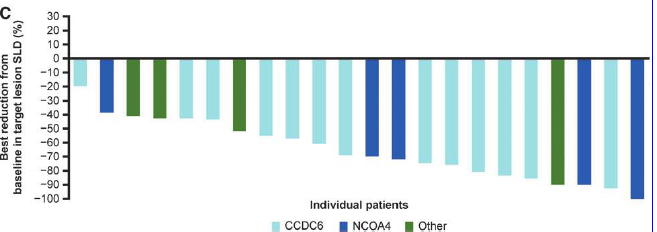 C
Best reduction from
baseline in target lesion SLD (%)
30
20
10
0
−10
−20
−30
−40
−50
−60
−70
−80
−90
−100
Individual patients
CCDC6 NCOA4 Other